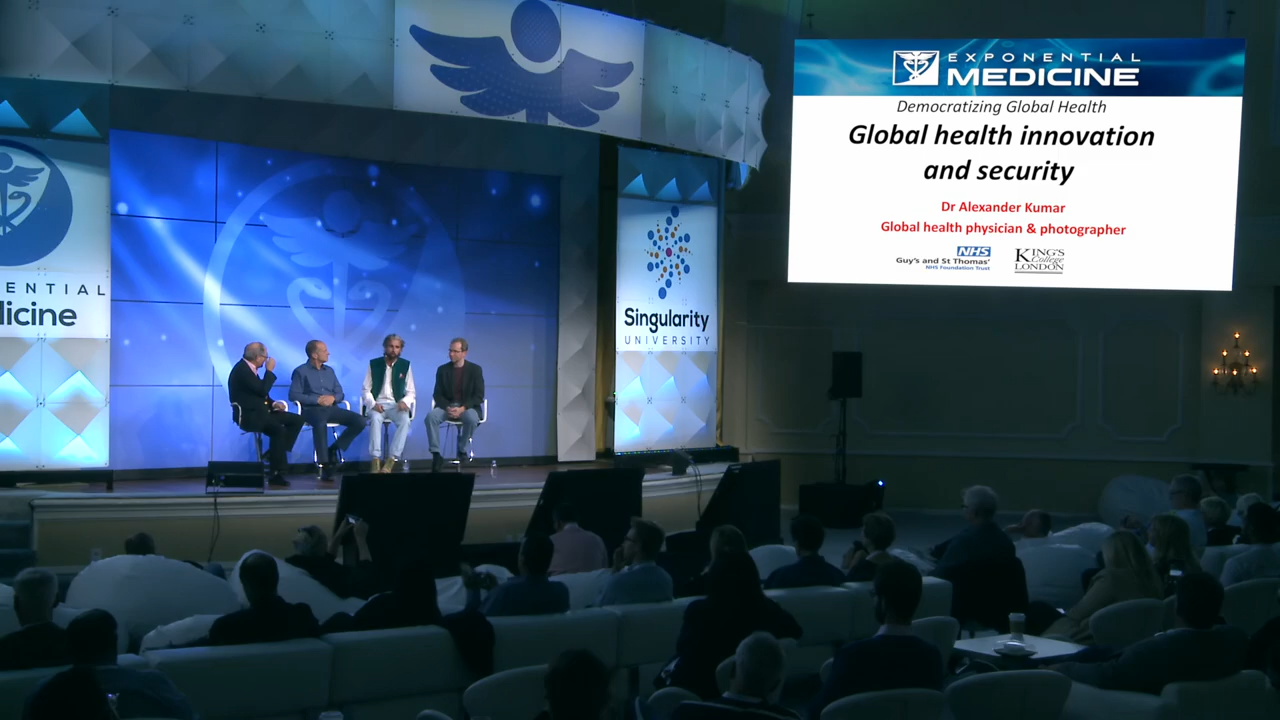 ENTIAL
licine
Singularity
UNIVERSITY
EXPONENTIAL
MEDICINE
Democratizing Global Health
Global health innovation
and security
Dr Alexander Kumar
Global health physician & photographer
NHS
Guy's and St Thomas'
NHS Foundation Trust
KING'S
College
LONDON